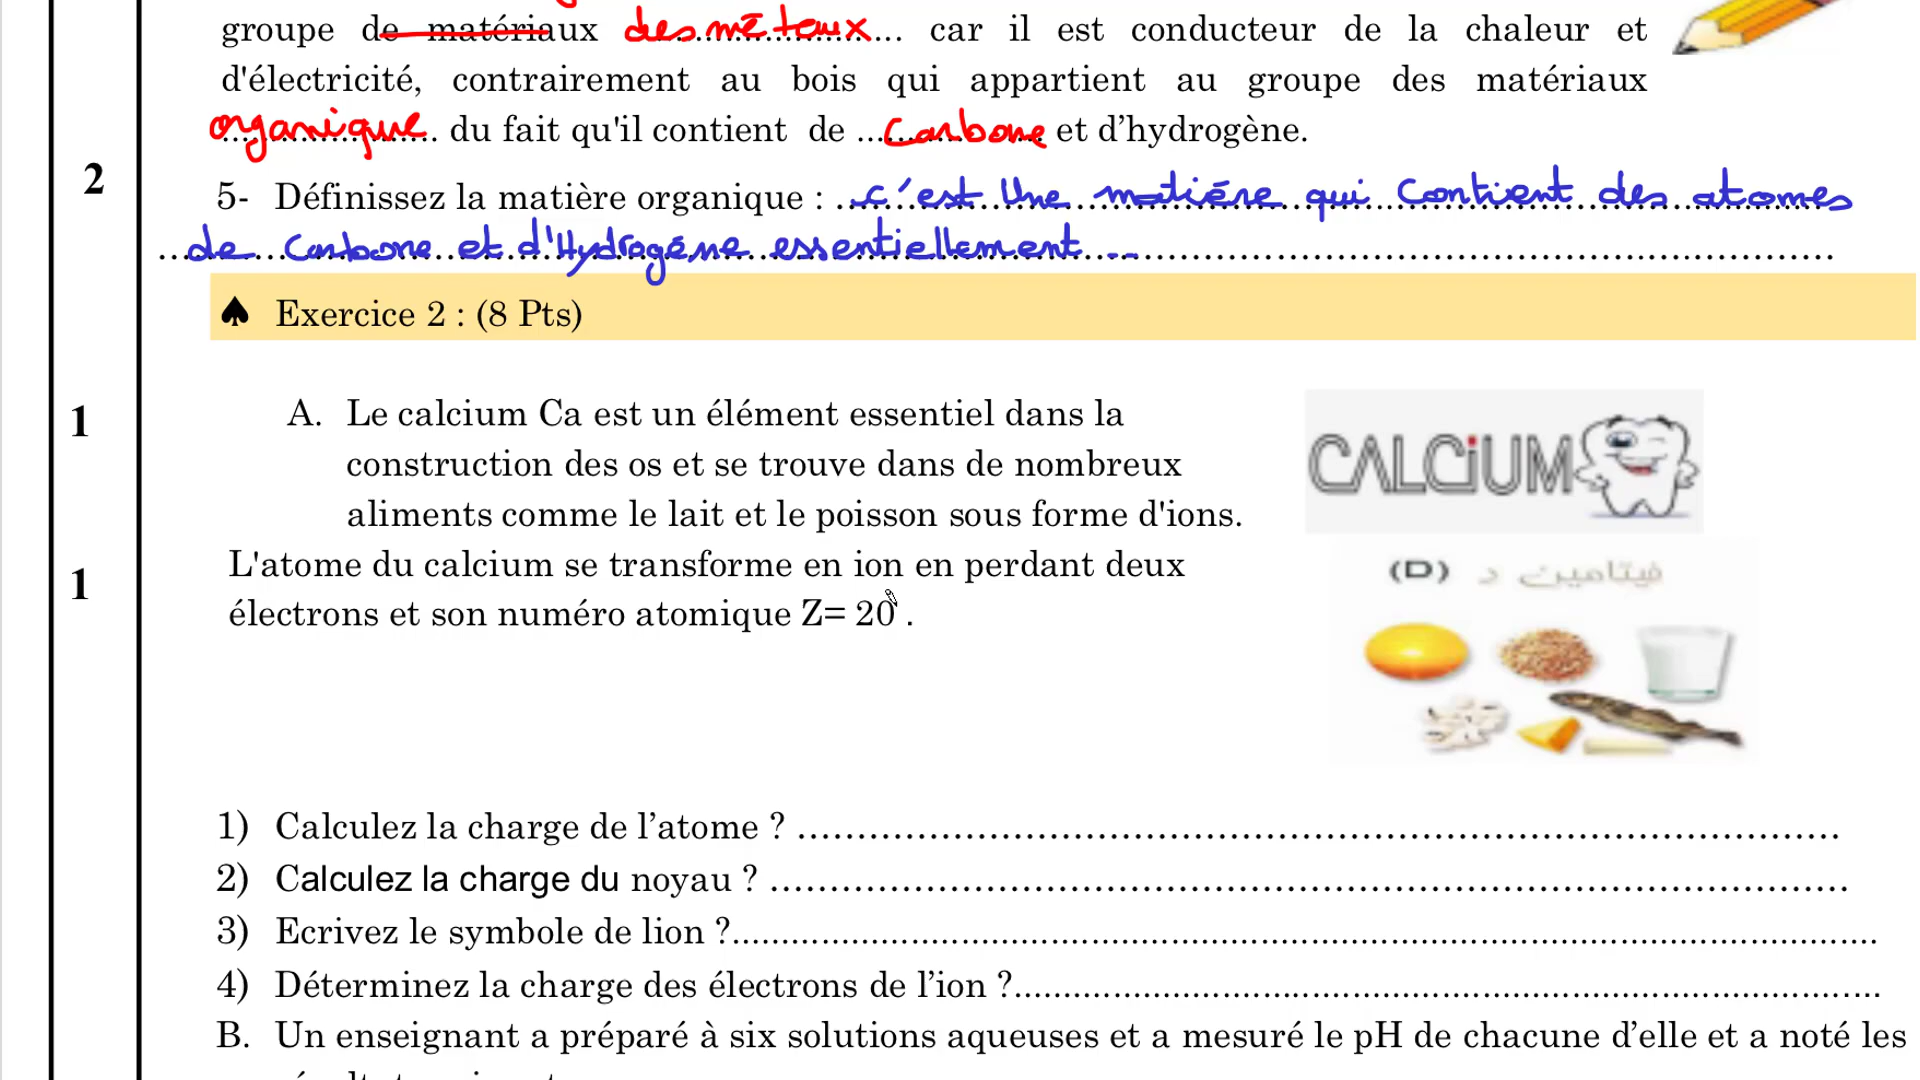 groupe de matériaux des métaux ... car il est conducteur de la chaleur et
d'électricité, contrairement au bois qui appartient au groupe des matériaux
organique. du fait qu'il contient de ...Carbone et d’hydrogène.
2
5- Définissez la matière organique : ..c'est Une matière qui Contient des atomes
...de Carbone et d'Hydrogène essentiellement...
♠ Exercice 2 : (8 Pts)
1
A. Le calcium Ca est un élément essentiel dans la
construction des os et se trouve dans de nombreux
aliments comme le lait et le poisson sous forme d'ions.
CALCiUM
1
L'atome du calcium se transforme en ion en perdant deux
électrons et son numéro atomique Z= 20 .
(D) فيتامين د
1) Calculez la charge de l’atome ? ...
2) Calculez la charge du noyau ? ...
3) Ecrivez le symbole de lion ?...
4) Déterminez la charge des électrons de l’ion ?...
B. Un enseignant a préparé à six solutions aqueuses et a mesuré le pH de chacune d’elle et a noté les